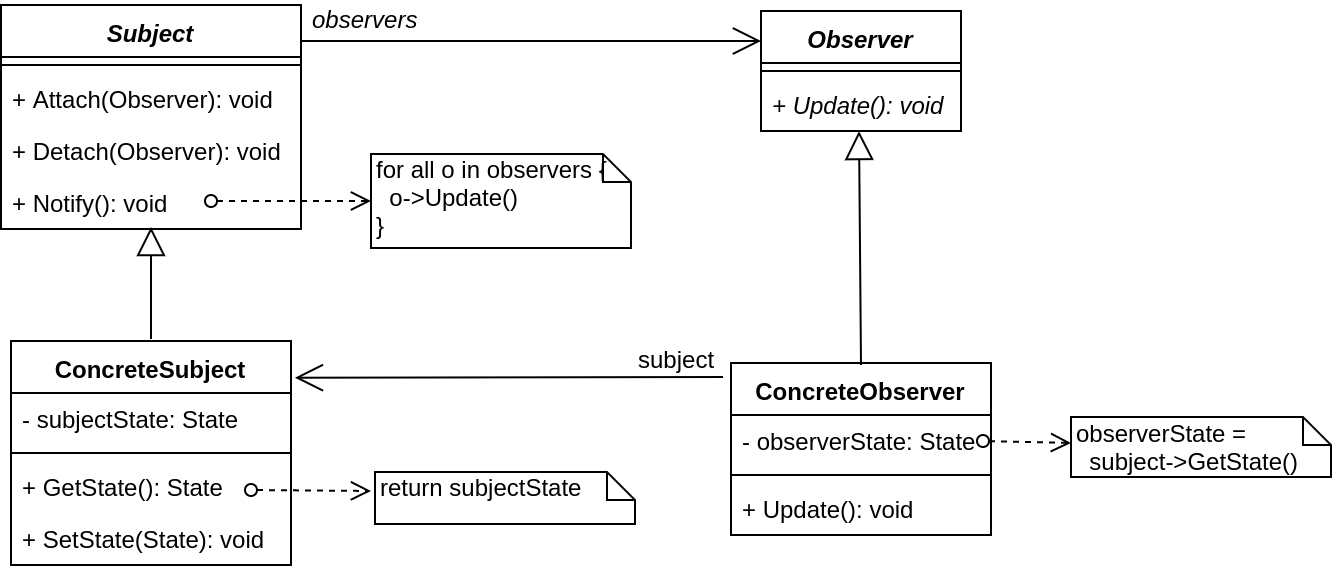 Subject
observers
Observer
+ Attach(Observer): void
+ Detach(Observer): void
+ Notify(): void
+ Update(): void
for all o in observers {
o->Update()
}
ConcreteSubject
- subjectState: State
+ GetState(): State
+ SetState(State): void
subject
return subjectState
ConcreteObserver
- observerState: State
+ Update(): void
observerState =
subject->GetState()